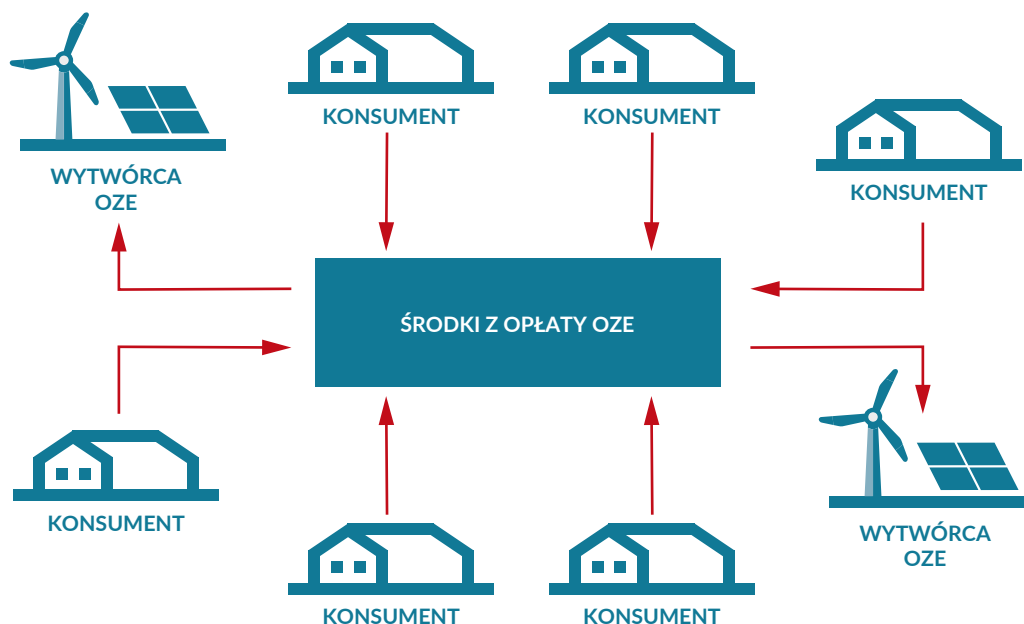 KONSUMENT
KONSUMENT
WYTWÓRCA
OZE
KONSUMENT
ŚRODKI Z OPŁATY OZE
KONSUMENT
WYTWÓRCA
OZE
KONSUMENT
KONSUMENT